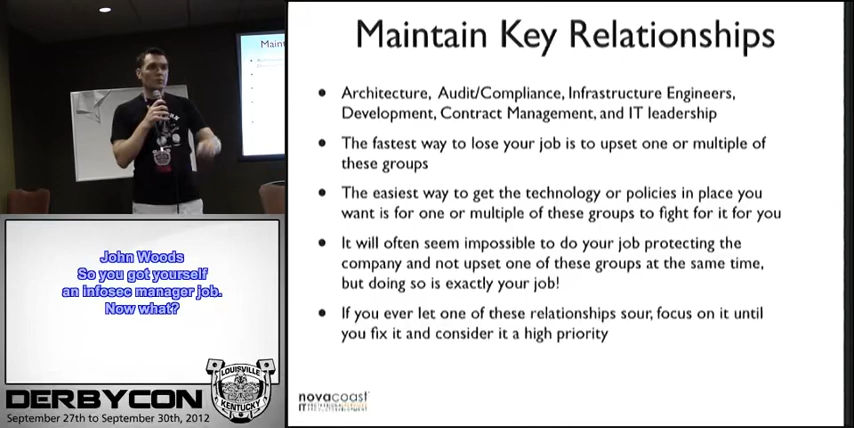 Maint
John Woods
So you got yourself
an infosec manager job.
Now what?
LOUISVILLE
KENTUCKY
DERBYCON
September 27th to September 30th, 2012
Maintain Key Relationships
• Architecture, Audit/Compliance, Infrastructure Engineers,
Development, Contract Management, and IT leadership
• The fastest way to lose your job is to upset one or multiple of
these groups
• The easiest way to get the technology or policies in place you
want is for one or multiple of these groups to fight for it for you
• It will often seem impossible to do your job protecting the
company and not upset one of these groups at the same time,
but doing so is exactly your job!
• If you ever let one of these relationships sour, focus on it until
you fix it and consider it a high priority
novacoast
IT